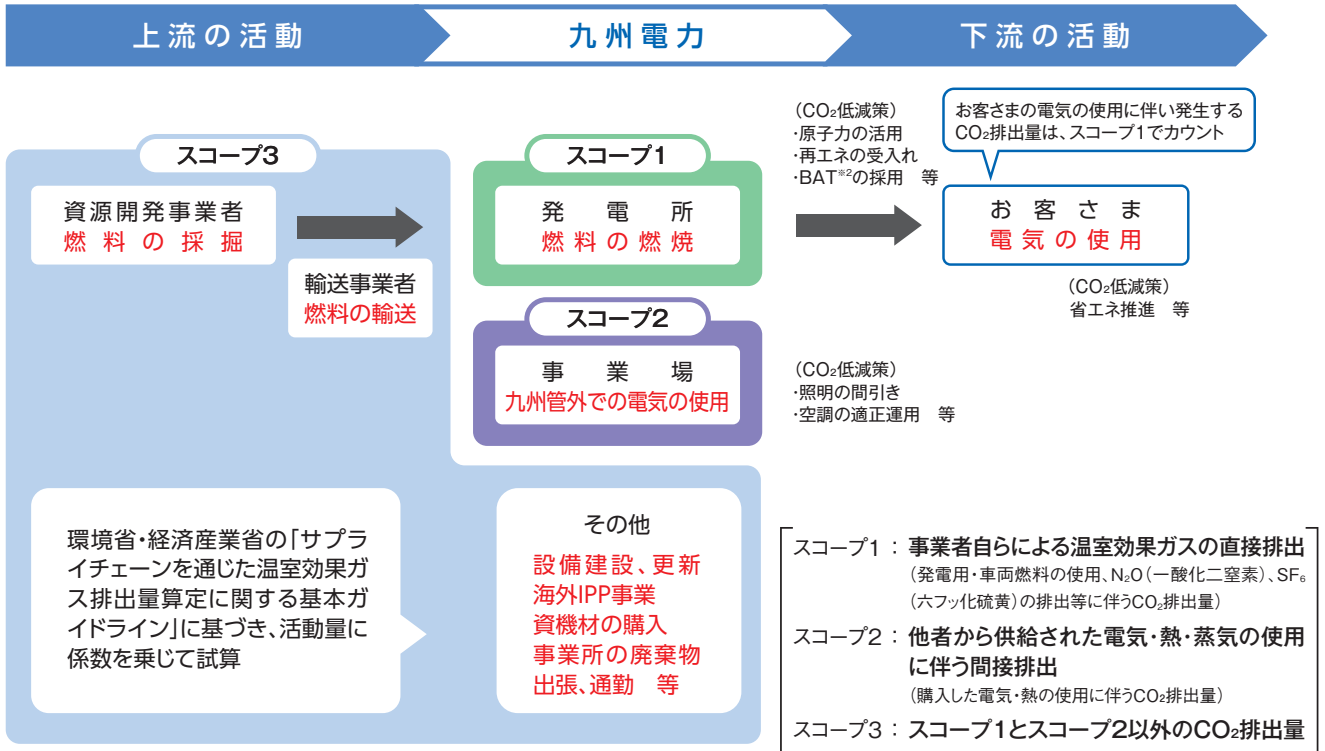 上流の活動
九州電力
下流の活動
スコープ3
資源開発事業者
燃料の採掘
輸送事業者
燃料の輸送
スコープ1
発電所
燃料の燃焼
スコープ2
事業場
九州管外での電気の使用
(CO₂低減策)
・原子力の活用
・再エネの受入れ
・BAT※2の採用 等
お客さまの電気の使用に伴い発生する
CO₂排出量は、スコープ1でカウント
お客さま
電気の使用
(CO₂低減策)
省エネ推進 等
(CO₂低減策)
・照明の間引き
・空調の適正運用 等
環境省・経済産業省の「サプラ
イチェーンを通じた温室効果ガ
ス排出量算定に関する基本ガ
イドライン」に基づき、活動量に
係数を乗じて試算
その他
設備建設、更新
海外IPP事業
資機材の購入
事業所の廃棄物
出張、通勤 等
スコープ1：事業者自らによる温室効果ガスの直接排出
(発電用・車両燃料の使用、N₂O(一酸化二窒素)、SF₆
(六フッ化硫黄)の排出等に伴うCO₂排出量)
スコープ2：他者から供給された電気・熱・蒸気の使用
に伴う間接排出
(購入した電気・熱の使用に伴うCO₂排出量)
スコープ3：スコープ1とスコープ2以外のCO₂排出量